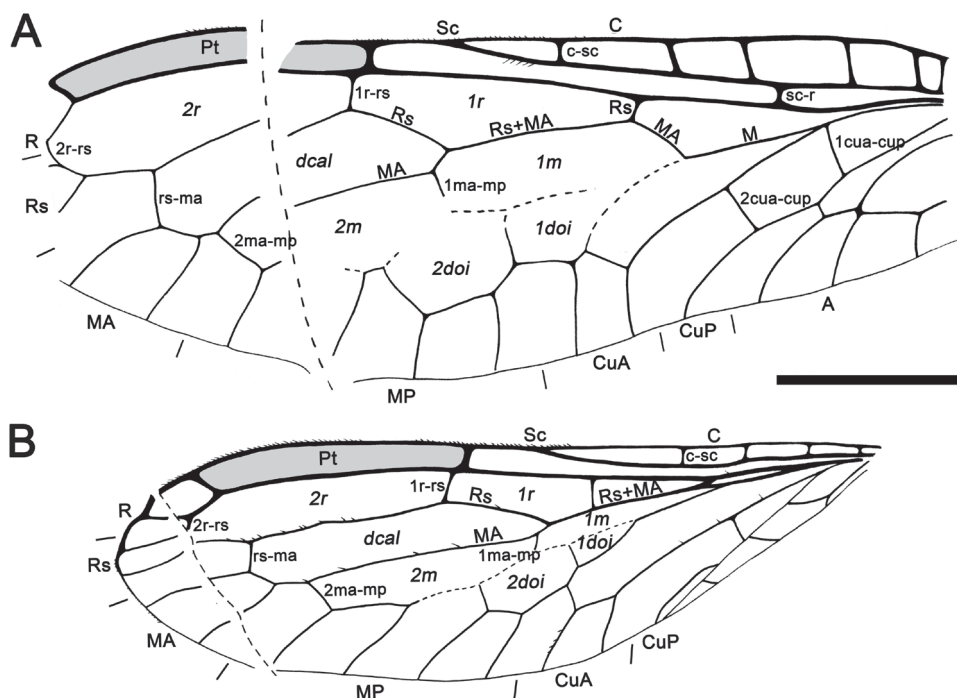 A
Pt
Sc
C
c-sc
2r
1r-rs
1r
sc-r
Rs
Rs+MA
Rs
MA
M
R
2r-rs
dcal
1m
1cua-cup
MA
1ma-mp
Rs
rs-ma
2cua-cup
2ma-mp
2m
1doi
2doi
MA
A
CuP
CuA
MP
B
Sc
C
Pt
c-sc
2r
1r-rs
Rs
1r
Rs+MA
R
2r-rs
1m
dcal
MA
1doi
Rs
rs-ma
1ma-mp
2m
2doi
2ma-mp
MA
CuP
CuA
MP